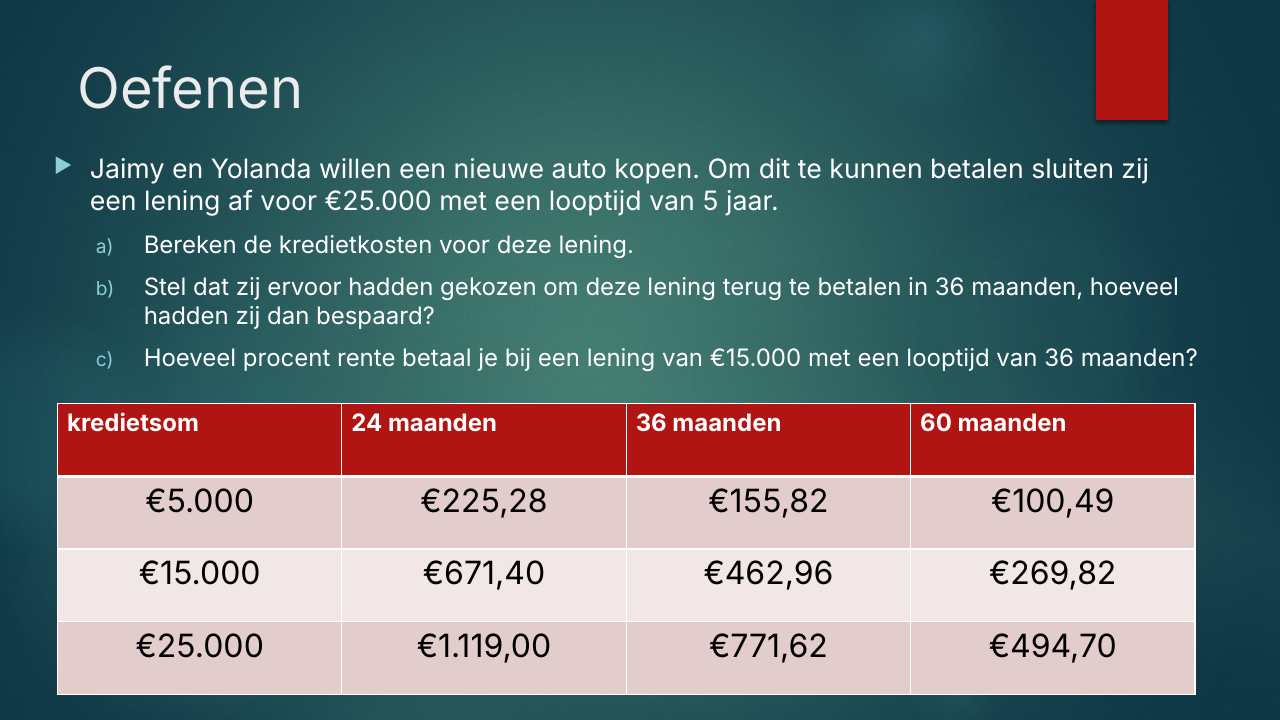 Oefenen
Jaimy en Yolanda willen een nieuwe auto kopen. Om dit te kunnen betalen sluiten zij
een lening af voor €25.000 met een looptijd van 5 jaar.
a) Bereken de kredietkosten voor deze lening.
b) Stel dat zij ervoor hadden gekozen om deze lening terug te betalen in 36 maanden, hoeveel
hadden zij dan bespaard?
c) Hoeveel procent rente betaal je bij een lening van €15.000 met een looptijd van 36 maanden?
kredietsom 24 maanden 36 maanden 60 maanden
€5.000 €225,28 €155,82 €100,49
€15.000 €671,40 €462,96 €269,82
€25.000 €1.119,00 €771,62 €494,70